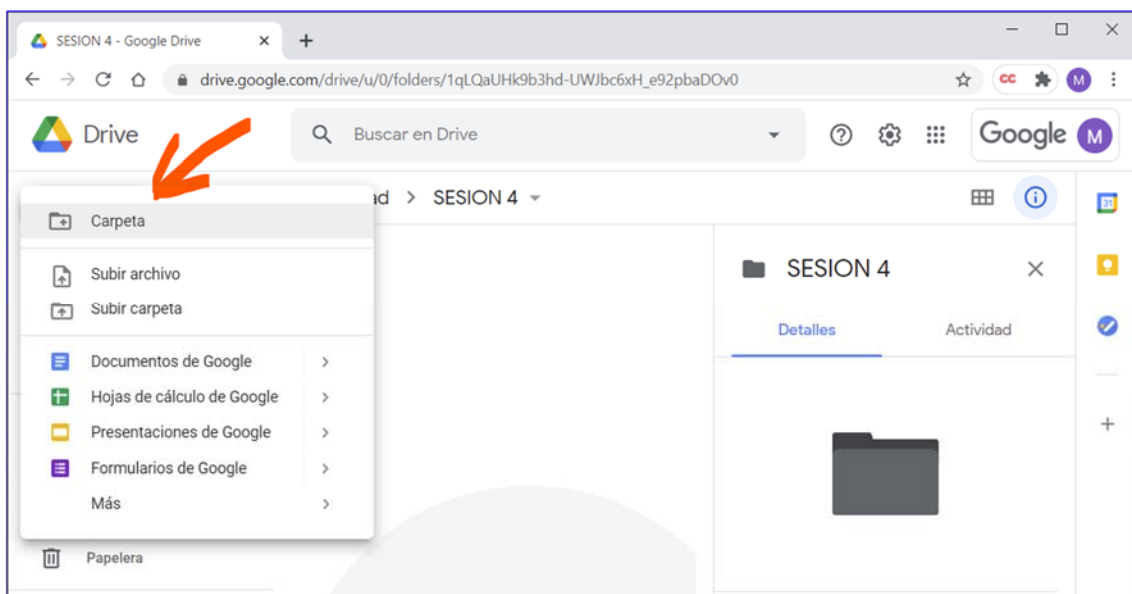 SESION 4 - Google Drive
drive.google.com/drive/u/0/folders/1qLQaUHk9b3hd-UWJbc6xH_e92pbaDOv0
CC
M
Drive
Buscar en Drive
Google
M
ad > SESION 4
31
Carpeta
Subir archivo
Subir carpeta
Documentos de Google
Hojas de cálculo de Google
Presentaciones de Google
Formularios de Google
Más
Papelera
SESION 4
Detalles
Actividad